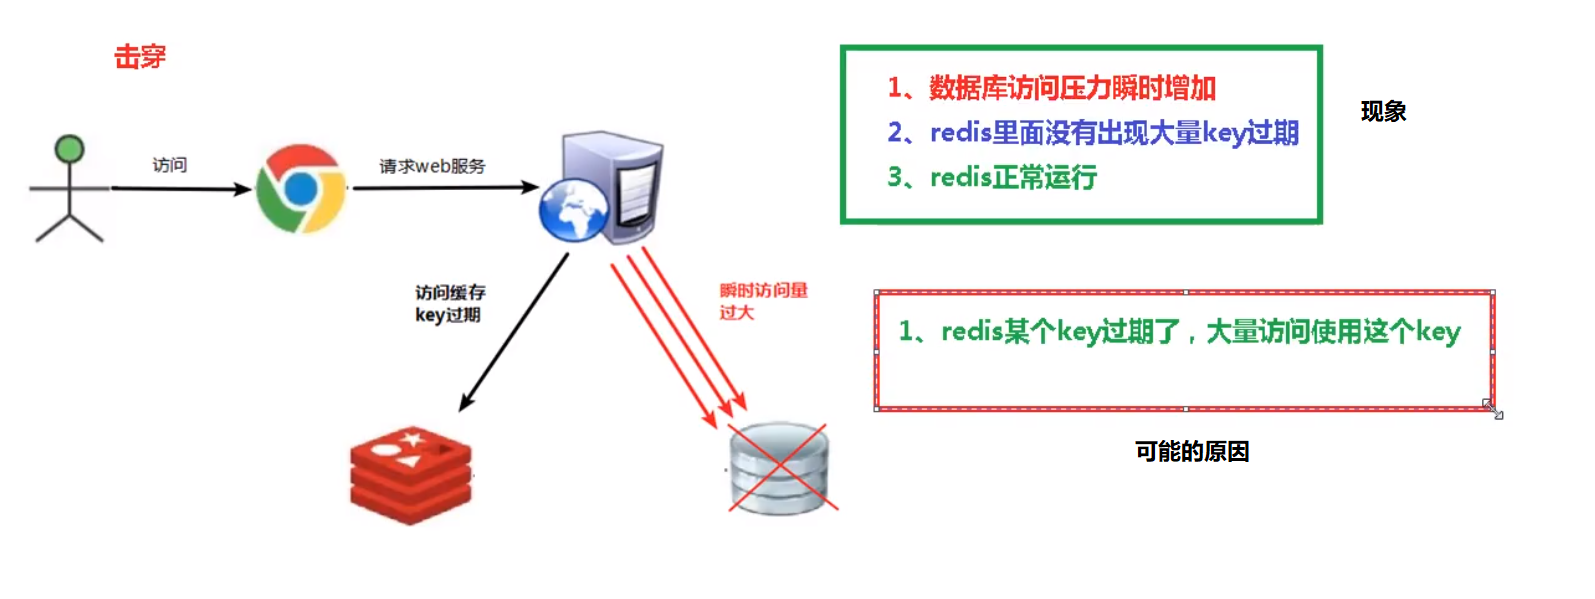 击穿
访问
请求web服务
访问缓存
key过期
瞬时访问量
过大
1、数据库访问压力瞬时增加
2、redis里面没有出现大量key过期
3、redis正常运行
现象
1、redis某个key过期了，大量访问使用这个key
可能的原因